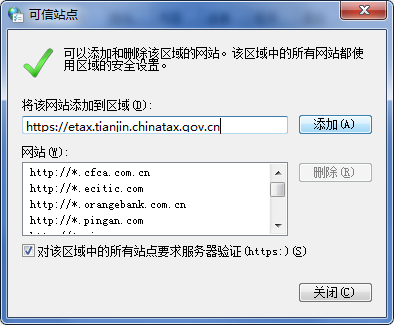 可信站点
可以添加和删除该区域的网站。该区域中的所有网站都使
用区域的安全设置。
将该网站添加到区域(D):
https://etax.tianjin.chinatax.gov.cn
添加(A)
网站(W):
http://*.cfca.com.cn
http://*.ecitic.com
http://*.orangebank.com.cn
http://*.pingan.com
删除(R)
对该区域中的所有站点要求服务器验证(https:)(S)
关闭(C)